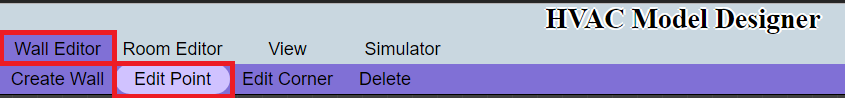 HVAC Model Designer
Wall Editor Room Editor View Simulator
Create Wall Edit Point Edit Corner Delete